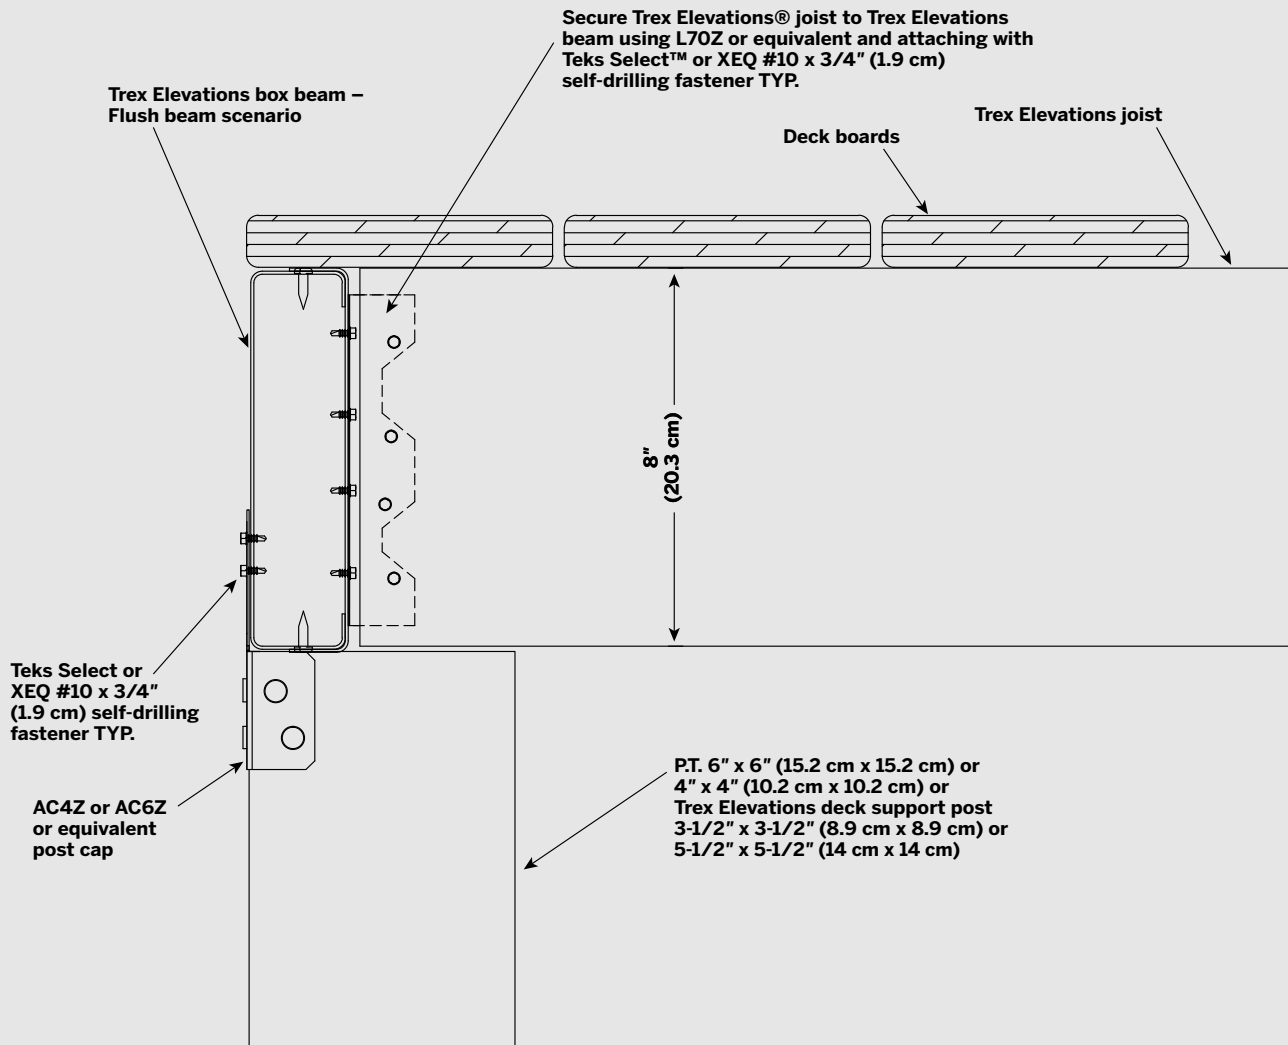 Secure Trex Elevations® joist to Trex Elevations
beam using L70Z or equivalent and attaching with
Teks Select™ or XEQ #10 x 3/4" (1.9 cm)
self-drilling fastener TYP.
Trex Elevations box beam –
Flush beam scenario
Trex Elevations joist
Deck boards
8"
(20.3 cm)
Teks Select or
XEQ #10 x 3/4"
(1.9 cm) self-drilling
fastener TYP.
AC4Z or AC6Z
or equivalent
post cap
P.T. 6" x 6" (15.2 cm x 15.2 cm) or
4" x 4" (10.2 cm x 10.2 cm) or
Trex Elevations deck support post
3-1/2" x 3-1/2" (8.9 cm x 8.9 cm) or
5-1/2" x 5-1/2" (14 cm x 14 cm)